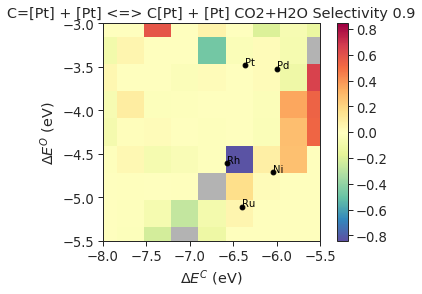 C=[Pt] + [Pt] <=> C[Pt] + [Pt] CO2+H2O Selectivity 0.9
−3.0
−3.5
−4.0
−4.5
−5.0
−5.5
ΔE^O (eV)
Pt
Pd
Rh
Ni
Ru
−8.0
−7.5
−7.0
−6.5
−6.0
−5.5
ΔE^C (eV)
0.8
0.6
0.4
0.2
0.0
−0.2
−0.4
−0.6
−0.8